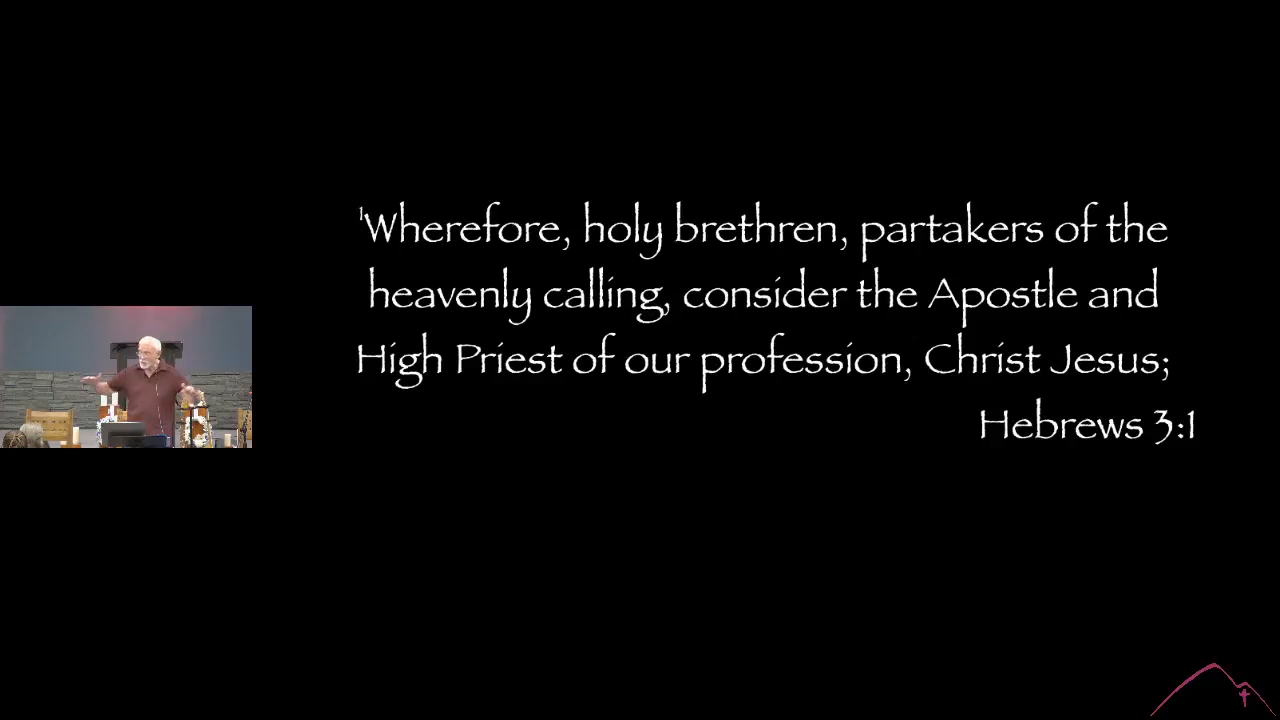 ¹Wherefore, holy brethren, partakers of the
heavenly calling, consider the Apostle and
High Priest of our profession, Christ Jesus;
Hebrews 3:1